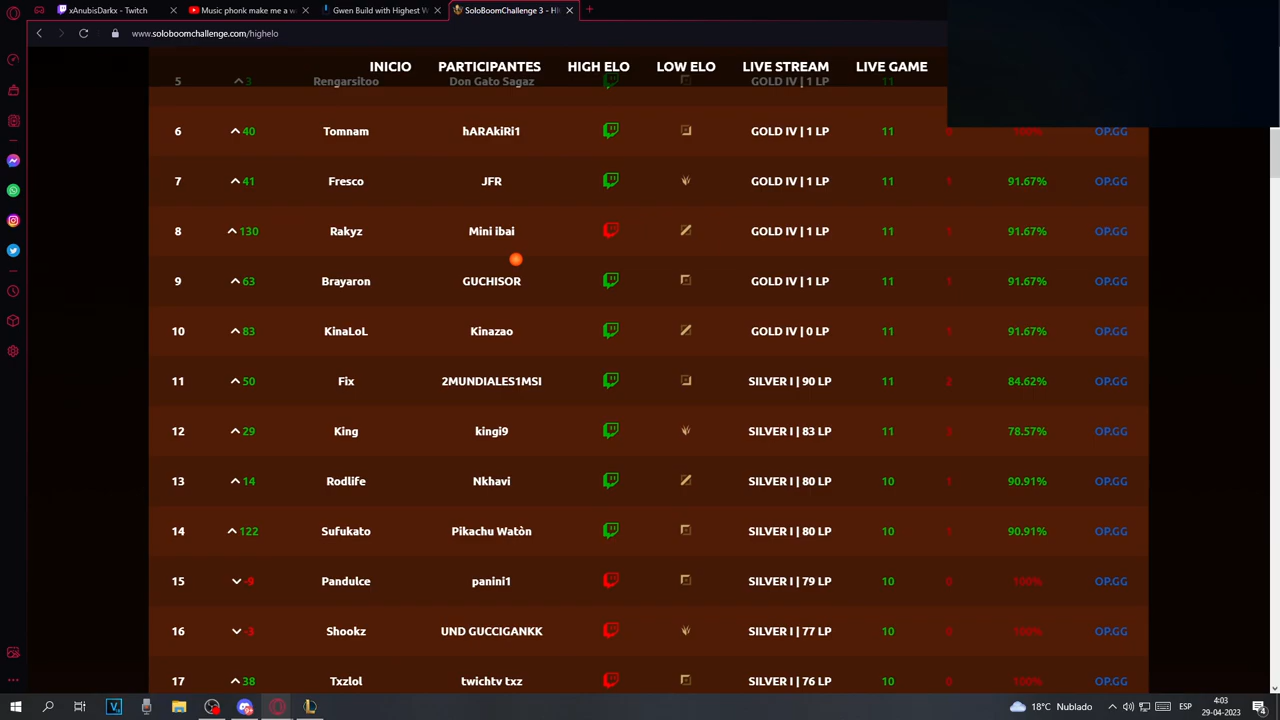 xAnubisDarkx - Twitch
Music phonk make me a w
Gwen Build with Highest W
SoloBoomChallenge 3 - HI
www.soloboomchallenge.com/highelo
INICIO PARTICIPANTES HIGH ELO LOW ELO LIVE STREAM LIVE GAME
5 3 Rengarsitoo Don Gato Sagaz GOLD IV | 1 LP 11
6 40 Tomnam hARAkiRi1 GOLD IV | 1 LP 11 0 100% OP.GG
7 41 Fresco JFR GOLD IV | 1 LP 11 1 91.67% OP.GG
8 130 Rakyz Mini ibai GOLD IV | 1 LP 11 1 91.67% OP.GG
9 63 Brayaron GUCHISOR GOLD IV | 1 LP 11 1 91.67% OP.GG
10 83 KinaLoL Kinazao GOLD IV | 0 LP 11 1 91.67% OP.GG
11 50 Fix 2MUNDIALES1MSI SILVER I | 90 LP 11 2 84.62% OP.GG
12 29 King kingi9 SILVER I | 83 LP 11 3 78.57% OP.GG
13 14 Rodlife Nkhavi SILVER I | 80 LP 10 1 90.91% OP.GG
14 122 Sufukato Pikachu Watòn SILVER I | 80 LP 10 1 90.91% OP.GG
15 -9 Pandulce panini1 SILVER I | 79 LP 10 0 100% OP.GG
16 -3 Shookz UND GUCCIGANKK SILVER I | 77 LP 10 0 100% OP.GG
17 38 Txzlol twichtv txz SILVER I | 76 LP 10 0 100% OP.GG
18°C Nublado ESP 4:03
29-04-2023